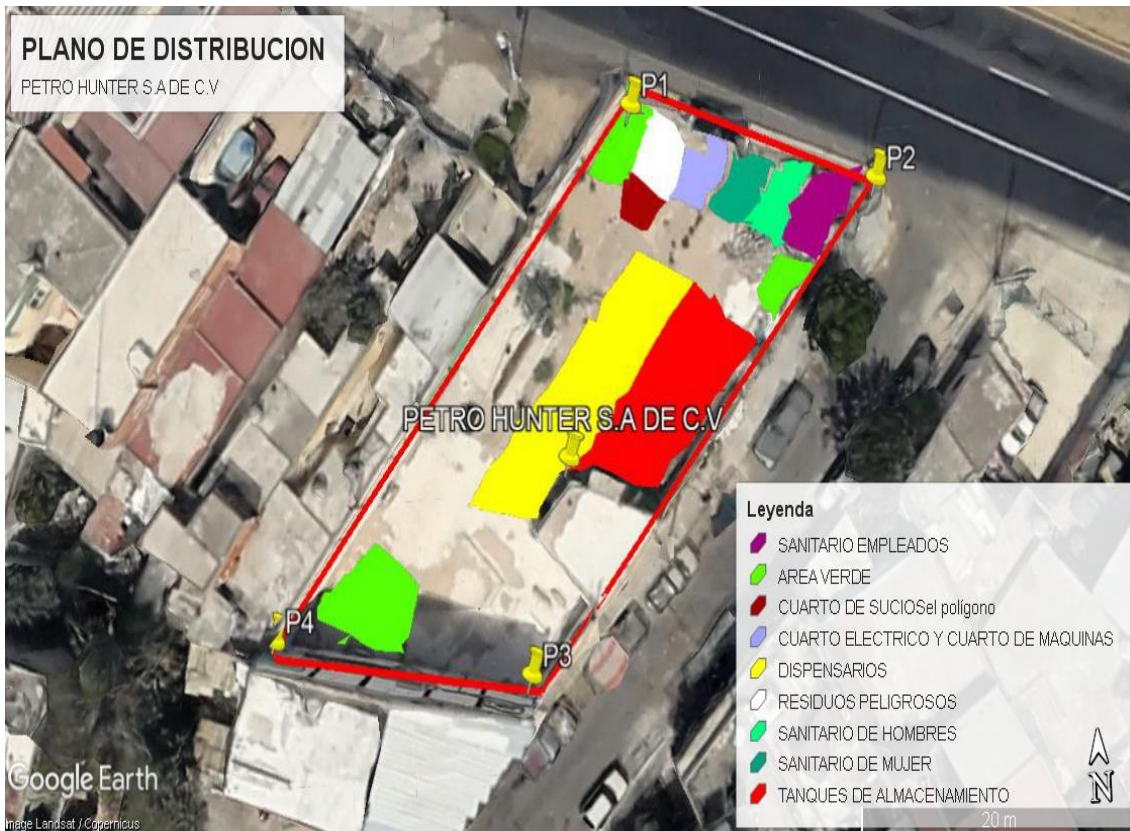 PLANO DE DISTRIBUCION
PETRO HUNTER S.A DE C.V
P1
P2
PETRO HUNTER S.A DE C.V
P4
P3
Leyenda
SANITARIO EMPLEADOS
AREA VERDE
CUARTO DE SUCIOSel polígono
CUARTO ELECTRICO Y CUARTO DE MAQUINAS
DISPENSARIOS
RESIDUOS PELIGROSOS
SANITARIO DE HOMBRES
SANITARIO DE MUJER
TANQUES DE ALMACENAMIENTO
N
20 m
Google Earth
mage Landsat / Copernicus